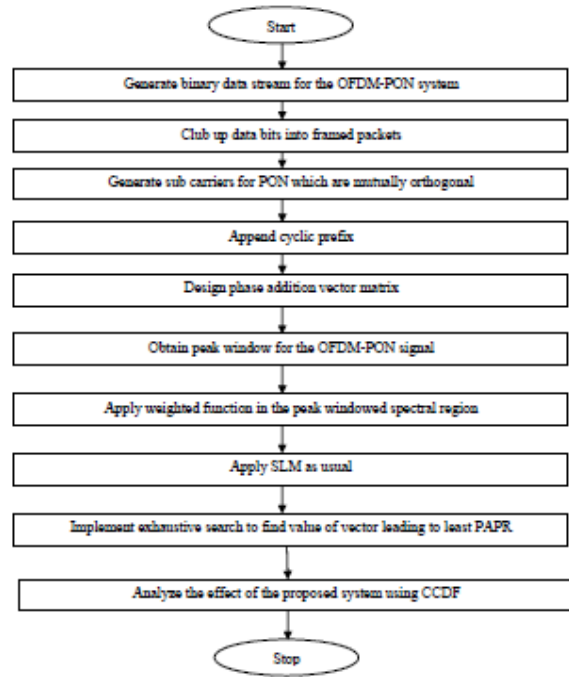 Start
Generate binary data stream for the OFDM-PON system
Club up data bits into framed packets
Generate sub carriers for PON which are mutually orthogonal
Append cyclic prefix
Design phase addition vector matrix
Obtain peak window for the OFDM-PON signal
Apply weighted function in the peak windowed spectral region
Apply SLM as usual
Implement exhaustive search to find value of vector leading to least PAPR
Analyze the effect of the proposed system using CCDF
Stop